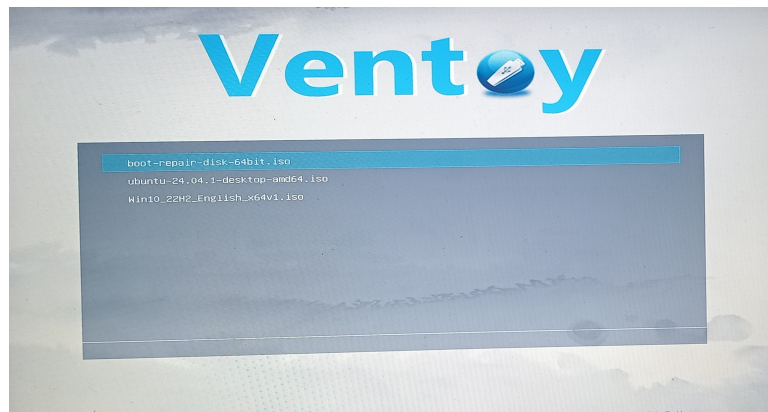 Ventoy
boot-repair-disk-64bit.iso
ubuntu-24.04.1-desktop-amd64.iso
Win10_22H2_English_x64v1.iso